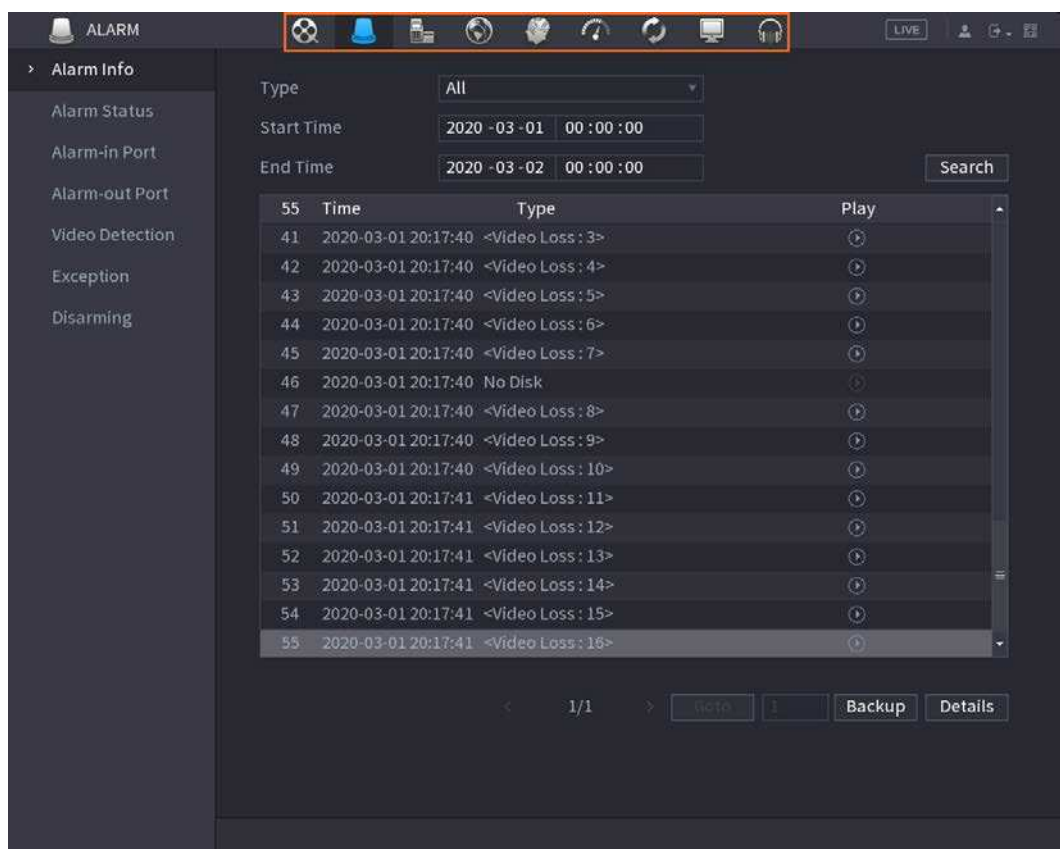 ALARM LIVE
Alarm Info
Alarm Status
Alarm-in Port
Alarm-out Port
Video Detection
Exception
Disarming
Type All
Start Time 2020 -03 -01 00 : 00 : 00
End Time 2020 -03 -02 00 : 00 : 00
Search
55 Time Type Play
41 2020-03-01 20:17:40 <Video Loss : 3>
42 2020-03-01 20:17:40 <Video Loss : 4>
43 2020-03-01 20:17:40 <Video Loss : 5>
44 2020-03-01 20:17:40 <Video Loss : 6>
45 2020-03-01 20:17:40 <Video Loss : 7>
46 2020-03-01 20:17:40 No Disk
47 2020-03-01 20:17:40 <Video Loss : 8>
48 2020-03-01 20:17:40 <Video Loss : 9>
49 2020-03-01 20:17:40 <Video Loss : 10>
50 2020-03-01 20:17:41 <Video Loss : 11>
51 2020-03-01 20:17:41 <Video Loss : 12>
52 2020-03-01 20:17:41 <Video Loss : 13>
53 2020-03-01 20:17:41 <Video Loss : 14>
54 2020-03-01 20:17:41 <Video Loss : 15>
55 2020-03-01 20:17:41 <Video Loss : 16>
< 1/1 > Goto 1 Backup Details